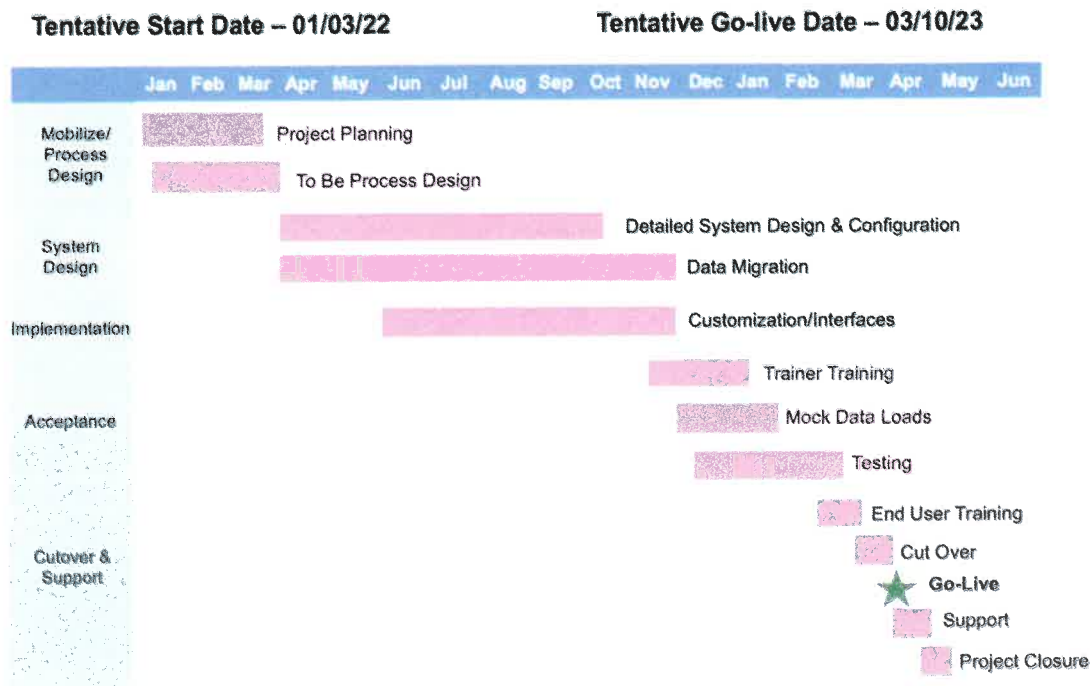 Tentative Start Date – 01/03/22
Tentative Go-live Date – 03/10/23
Jan Feb Mar Apr May Jun Jul Aug Sep Oct Nov Dec Jan Feb Mar Apr May Jun
Mobilize/
Process
Design
Project Planning
To Be Process Design
System
Design
Detailed System Design & Configuration
Data Migration
Implementation
Customization/Interfaces
Trainer Training
Acceptance
Mock Data Loads
Testing
End User Training
Cutover &
Support
Cut Over
Go-Live
Support
Project Closure